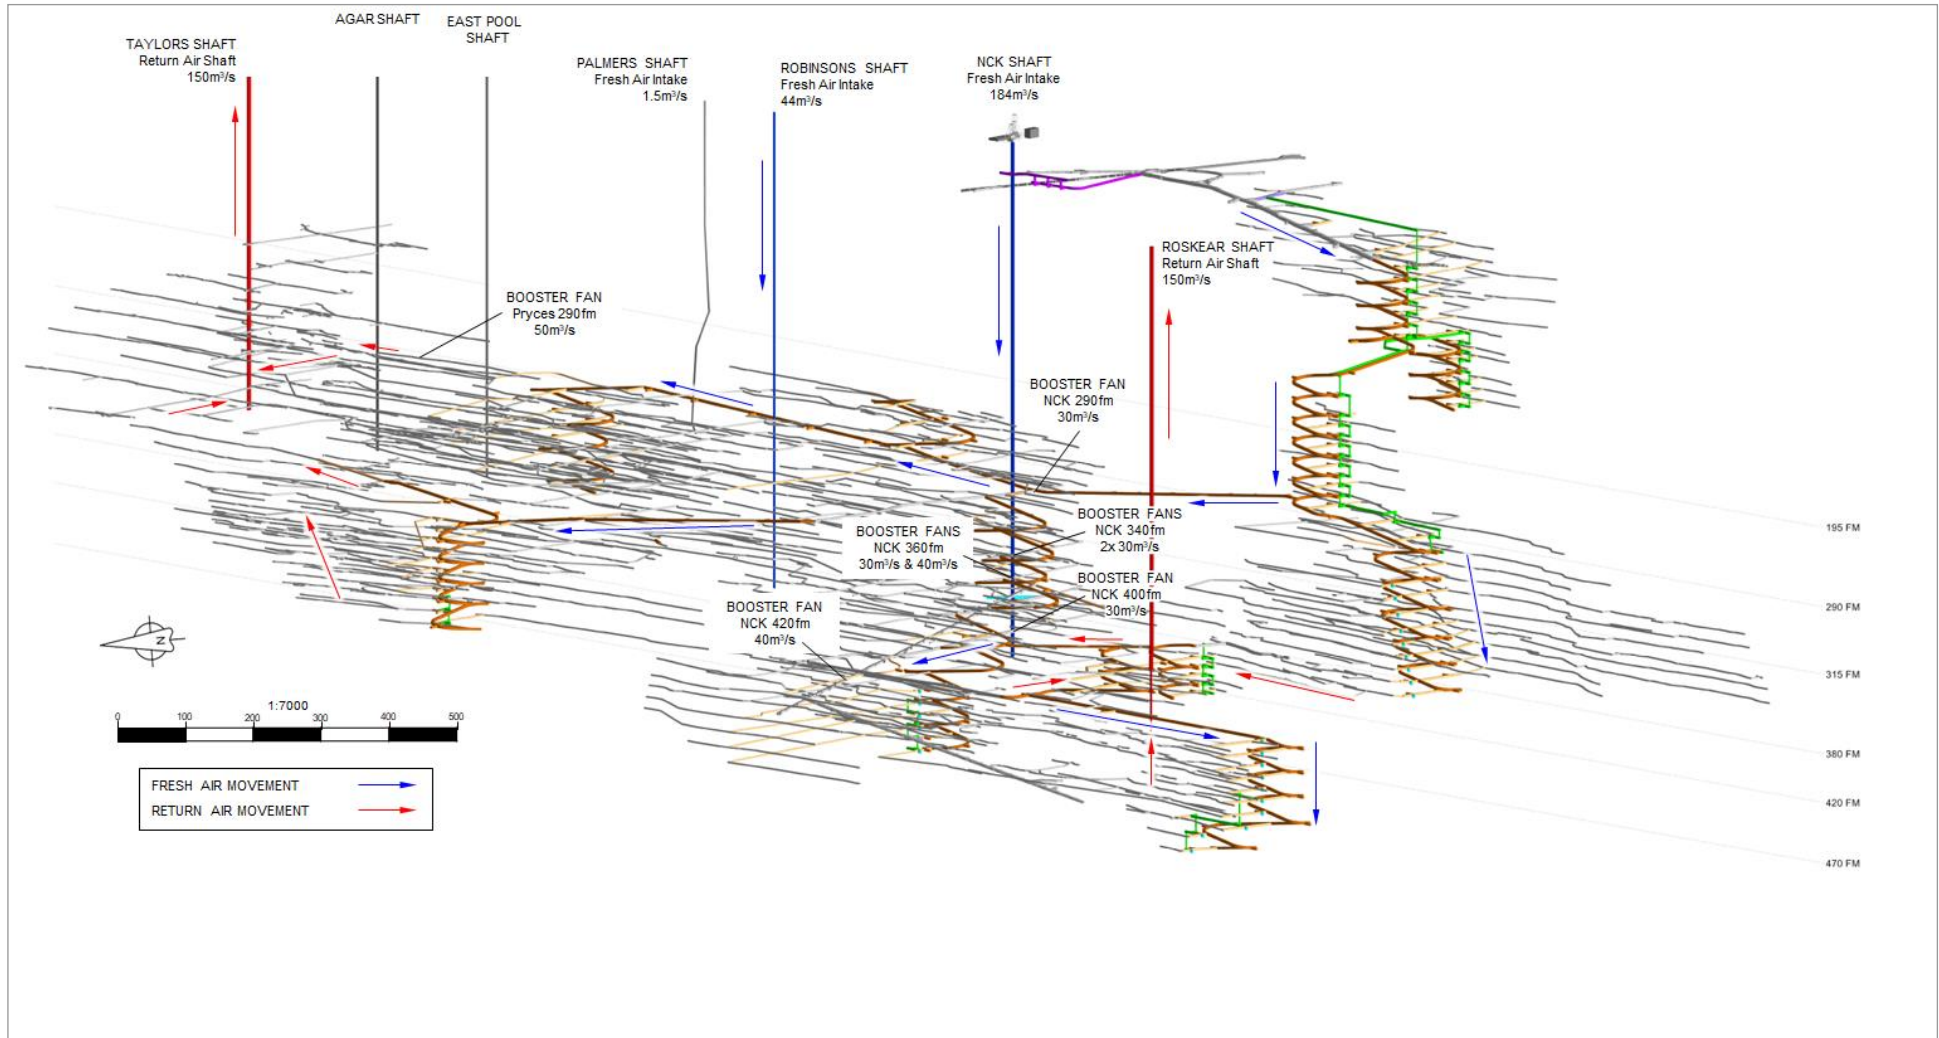 AGAR SHAFT
EAST POOL
SHAFT
TAYLORS SHAFT
Return Air Shaft
150m³/s
PALMERS SHAFT
Fresh Air Intake
1.5m³/s
ROBINSONS SHAFT
Fresh Air Intake
44m³/s
NCK SHAFT
Fresh Air Intake
184m³/s
ROSKEAR SHAFT
Return Air Shaft
150m³/s
BOOSTER FAN
Pryces 290fm
50m³/s
BOOSTER FAN
NCK 290fm
30m³/s
BOOSTER FANS
NCK 340fm
2x 30m³/s
BOOSTER FANS
NCK 360fm
30m³/s & 40m³/s
BOOSTER FAN
NCK 400fm
30m³/s
BOOSTER FAN
NCK 420fm
40m³/s
195 FM
290 FM
315 FM
380 FM
420 FM
470 FM
N
1:7000
0 100 200 300 400 500
FRESH AIR MOVEMENT
RETURN AIR MOVEMENT